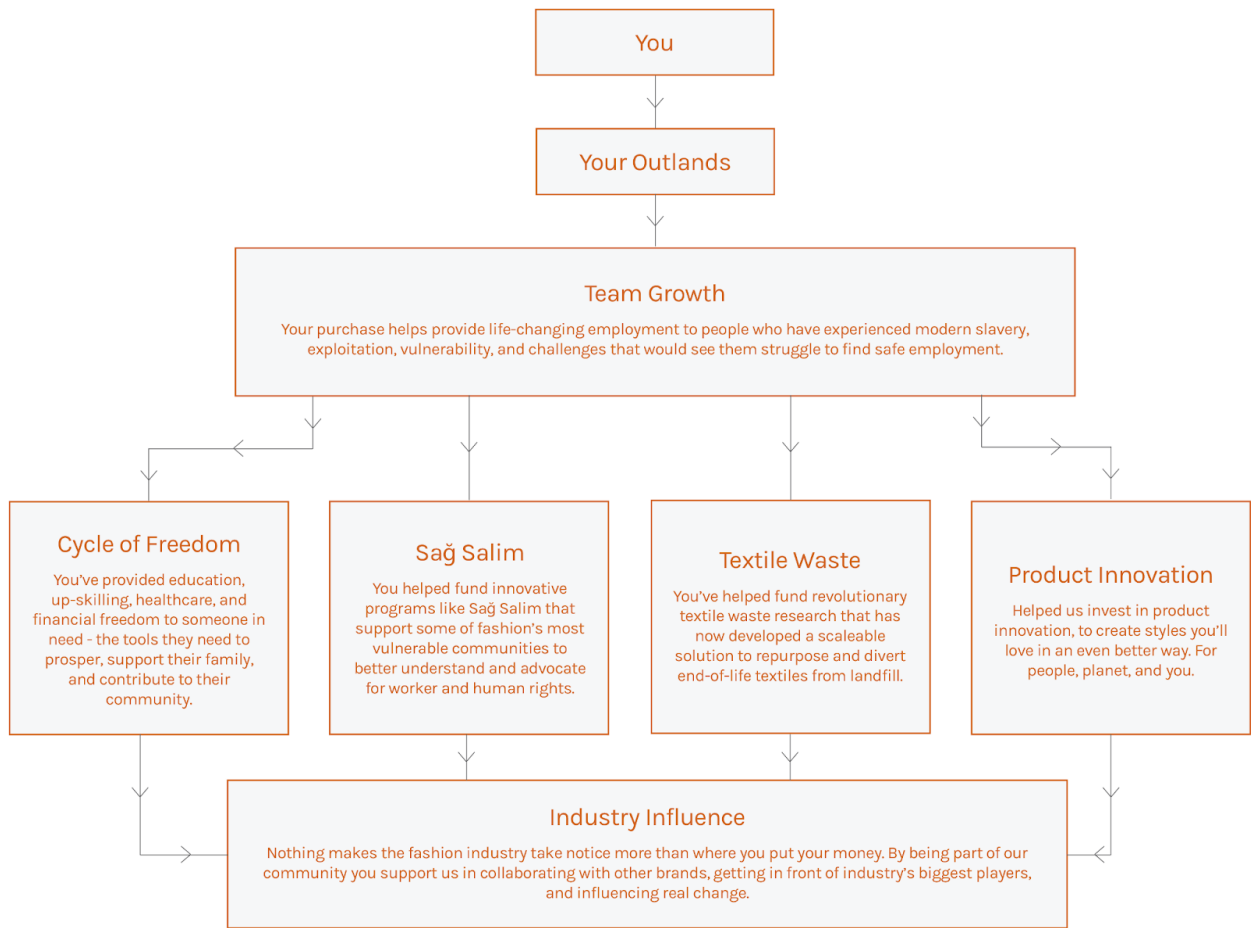 You
Your Outlands
Team Growth
Your purchase helps provide life-changing employment to people who have experienced modern slavery,
exploitation, vulnerability, and challenges that would see them struggle to find safe employment.
Cycle of Freedom
You've provided education,
up-skilling, healthcare, and
financial freedom to someone in
need - the tools they need to
prosper, support their family,
and contribute to their
community.
Sağ Salim
You helped fund innovative
programs like Sağ Salim that
support some of fashion's most
vulnerable communities to
better understand and advocate
for worker and human rights.
Textile Waste
You've helped fund revolutionary
textile waste research that has
now developed a scaleable
solution to repurpose and divert
end-of-life textiles from landfill.
Product Innovation
Helped us invest in product
innovation, to create styles you'll
love in an even better way. For
people, planet, and you.
Industry Influence
Nothing makes the fashion industry take notice more than where you put your money. By being part of our
community you support us in collaborating with other brands, getting in front of industry's biggest players,
and influencing real change.